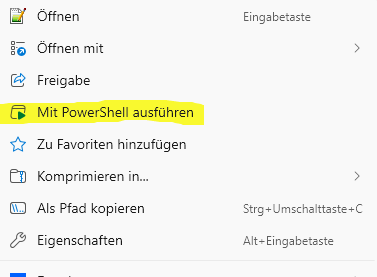 Öffnen Eingabetaste
Öffnen mit
Freigabe
Mit PowerShell ausführen
Zu Favoriten hinzufügen
Komprimieren in...
Als Pfad kopieren Strg+Umschalttaste+C
Eigenschaften Alt+Eingabetaste